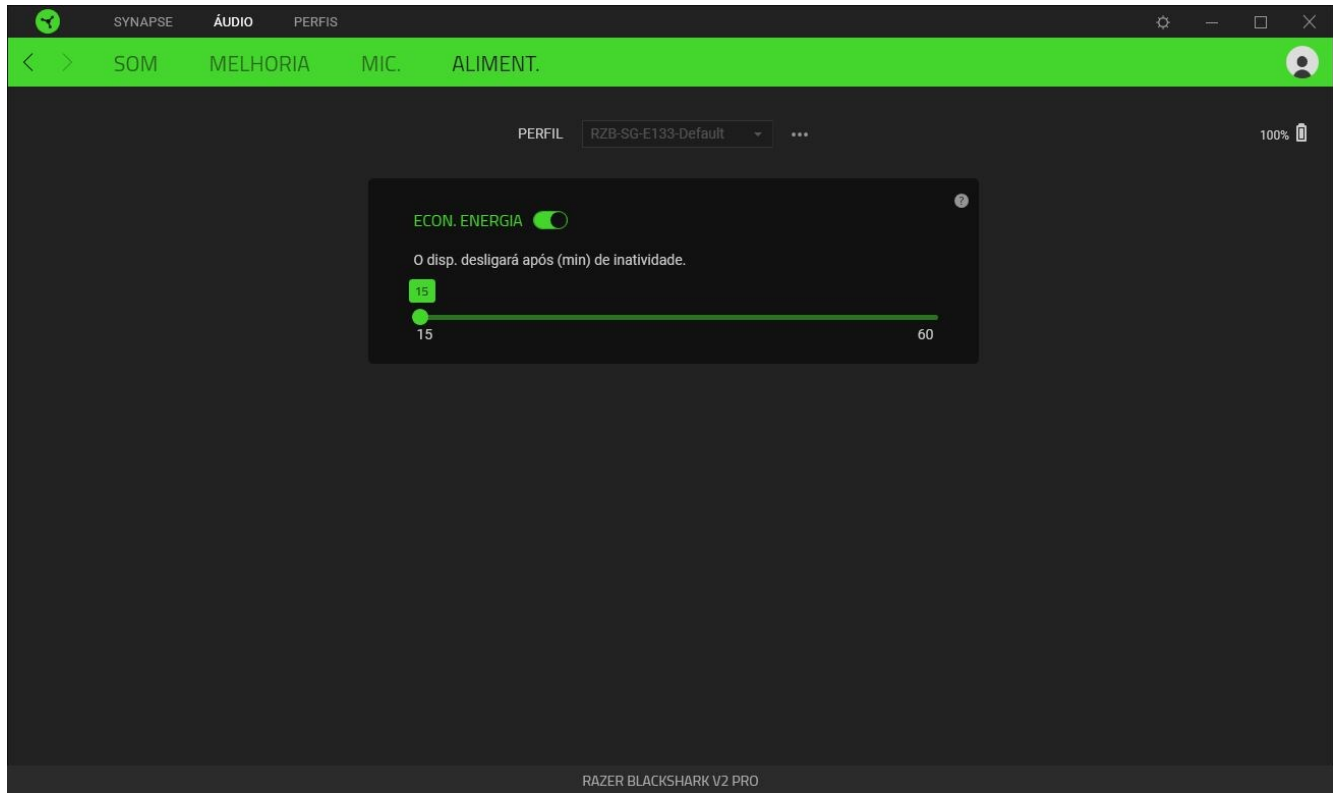 SYNAPSE ÁUDIO PERFIS
SOM MELHORIA MIC. ALIMENT.
PERFIL RZB-SG-E133-Default ••• 100%
?
ECON. ENERGIA
O disp. desligará após (min) de inatividade.
15
15 60
RAZER BLACKSHARK V2 PRO